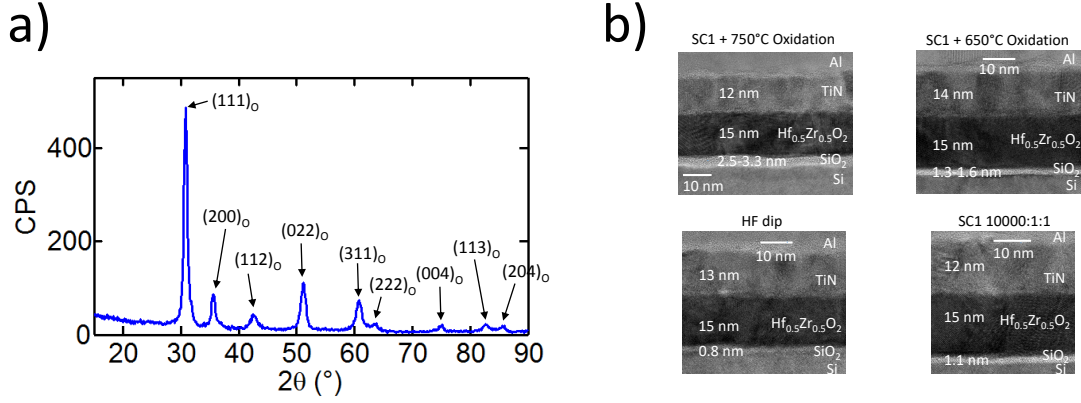 a)
(111)O
(200)O
(112)O
(022)O
(311)O
(222)O
(004)O
(113)O
(204)O
CPS
400
200
0
20 30 40 50 60 70 80 90
2θ (°)
b)
SC1 + 750°C Oxidation
Al
12 nm TiN
15 nm Hf0.5Zr0.5O2
2.5-3.3 nm SiO2
10 nm Si
SC1 + 650°C Oxidation
Al
10 nm
14 nm TiN
Hf0.5Zr0.5O2
15 nm
1.3-1.6 nm SiO2
Si
HF dip
Al
10 nm
13 nm TiN
15 nm Hf0.5Zr0.5O2
0.8 nm SiO2
Si
SC1 10000:1:1
Al
10 nm
12 nm TiN
15 nm Hf0.5Zr0.5O2
1.1 nm SiO2
Si